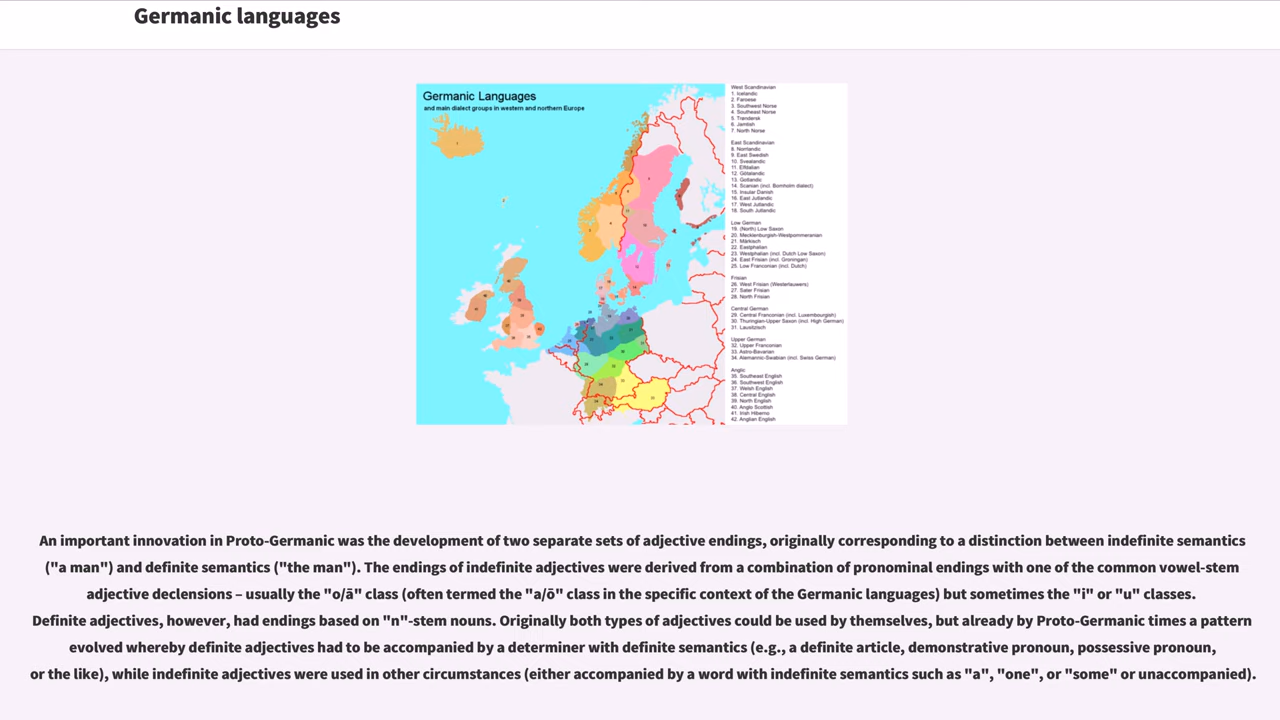 Germanic languages
Germanic Languages
and main dialect groups in western and northern Europe
West Scandinavian
1. Icelandic
2. Faroese
3. Southwest Norse
4. Southeast Norse
5. Trøndersk
6. Jamtish
7. North Norse
East Scandinavian
8. Norrlandic
9. East Swedish
10. Svealandic
11. Elfdalian
12. Götalandic
13. Gotlandic
14. Scanian (incl. Bornholm dialect)
15. Insular Danish
16. East Jutlandic
17. West Jutlandic
18. South Jutlandic
Low German
19. (North) Low Saxon
20. Mecklenburgish-Westpommeranian
21. Märkisch
22. Eastphalian
23. Westphalian (incl. Dutch Low Saxon)
24. East Frisian (incl. Groningan)
25. Low Franconian (incl. Dutch)
Frisian
26. West Frisian (Westerlauwers)
27. Sater Frisian
28. North Frisian
Central German
29. Central Franconian (incl. Luxembourgish)
30. Thuringian-Upper Saxon (incl. High German)
31. Lausitzisch
Upper German
32. Upper Franconian
33. Astro-Bavarian
34. Alemannic-Swabian (incl. Swiss German)
Anglic
35. Southeast English
36. Southwest English
37. Welsh English
38. Central English
39. North English
40. Anglo Scottish
41. Irish Hiberno
42. Anglian English
An important innovation in Proto-Germanic was the development of two separate sets of adjective endings, originally corresponding to a distinction between indefinite semantics
("a man") and definite semantics ("the man"). The endings of indefinite adjectives were derived from a combination of pronominal endings with one of the common vowel-stem
adjective declensions – usually the "o/ā" class (often termed the "a/ō" class in the specific context of the Germanic languages) but sometimes the "i" or "u" classes.
Definite adjectives, however, had endings based on "n"-stem nouns. Originally both types of adjectives could be used by themselves, but already by Proto-Germanic times a pattern
evolved whereby definite adjectives had to be accompanied by a determiner with definite semantics (e.g., a definite article, demonstrative pronoun, possessive pronoun,
or the like), while indefinite adjectives were used in other circumstances (either accompanied by a word with indefinite semantics such as "a", "one", or "some" or unaccompanied).